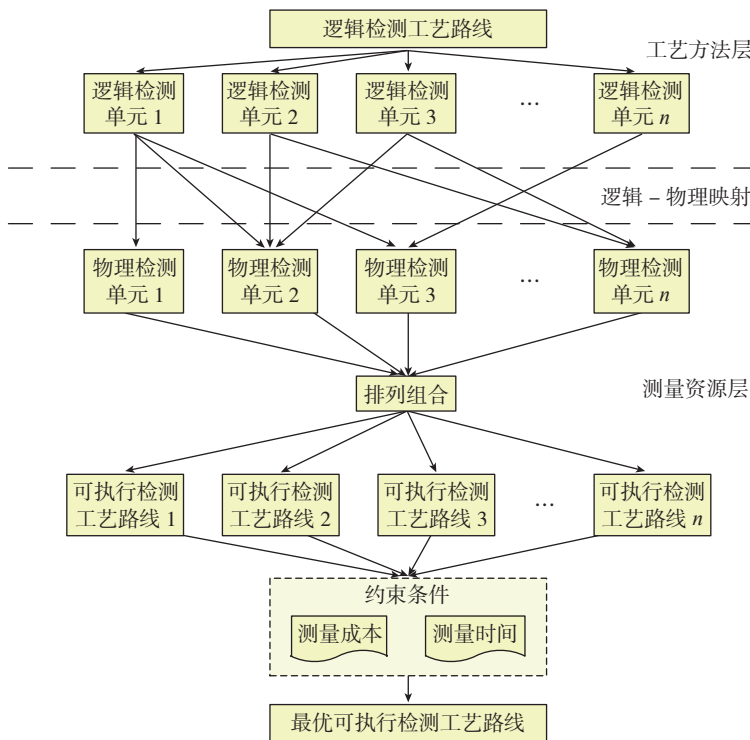 逻辑检测工艺路线
工艺方法层
逻辑检测
单元 1
逻辑检测
单元 2
逻辑检测
单元 3
…
逻辑检测
单元 n
逻辑 – 物理映射
物理检测
单元 1
物理检测
单元 2
物理检测
单元 3
…
物理检测
单元 n
排列组合
测量资源层
可执行检测
工艺路线 1
可执行检测
工艺路线 2
可执行检测
工艺路线 3
…
可执行检测
工艺路线 n
约束条件
测量成本
测量时间
最优可执行检测工艺路线